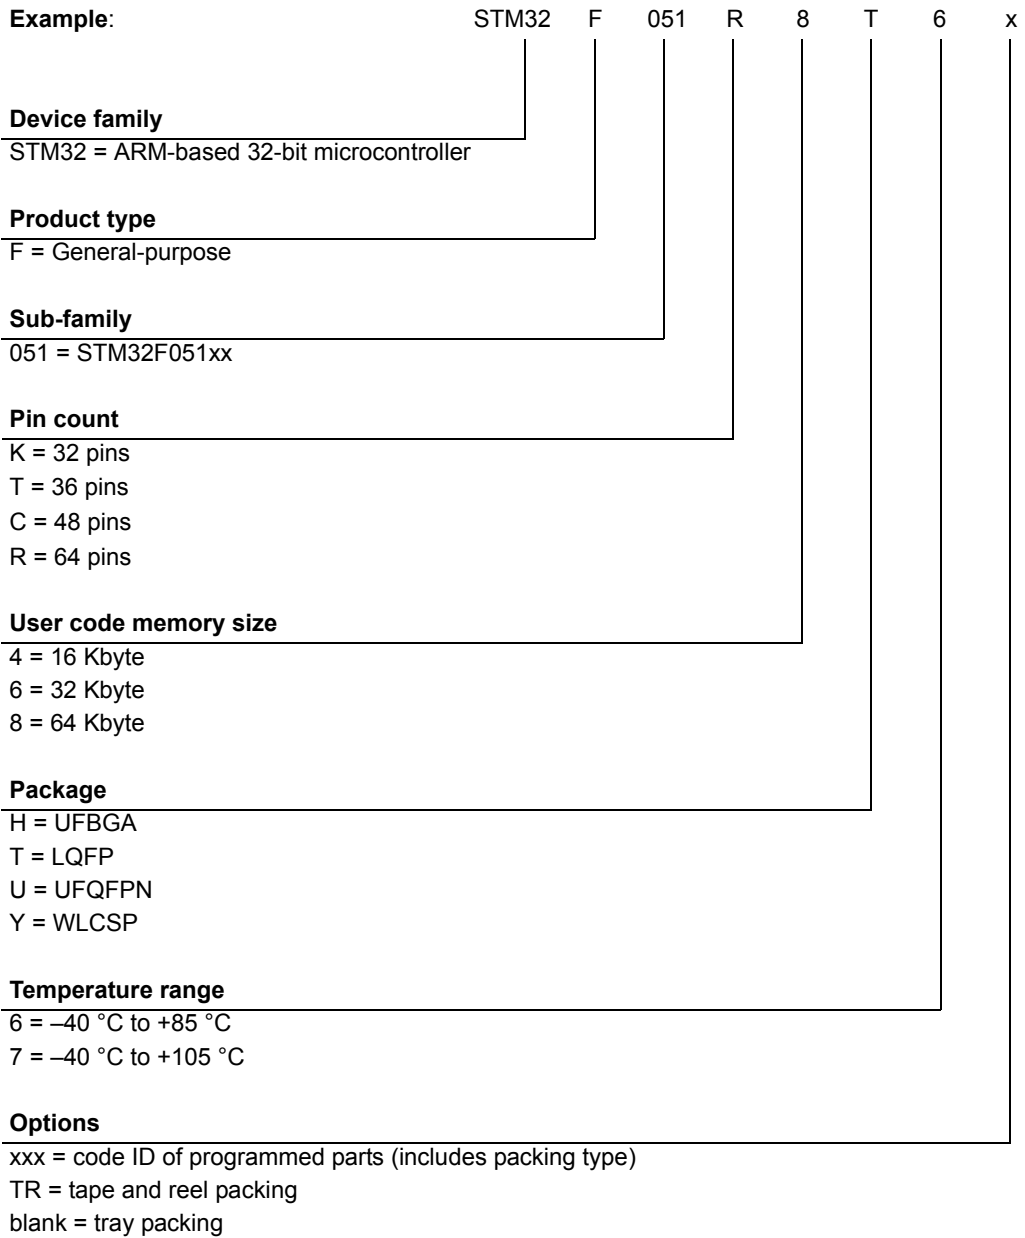 Example: STM32 F 051 R 8 T 6 x
Device family
STM32 = ARM-based 32-bit microcontroller
Product type
F = General-purpose
Sub-family
051 = STM32F051xx
Pin count
K = 32 pins
T = 36 pins
C = 48 pins
R = 64 pins
User code memory size
4 = 16 Kbyte
6 = 32 Kbyte
8 = 64 Kbyte
Package
H = UFBGA
T = LQFP
U = UFQFPN
Y = WLCSP
Temperature range
6 = –40 °C to +85 °C
7 = –40 °C to +105 °C
Options
xxx = code ID of programmed parts (includes packing type)
TR = tape and reel packing
blank = tray packing